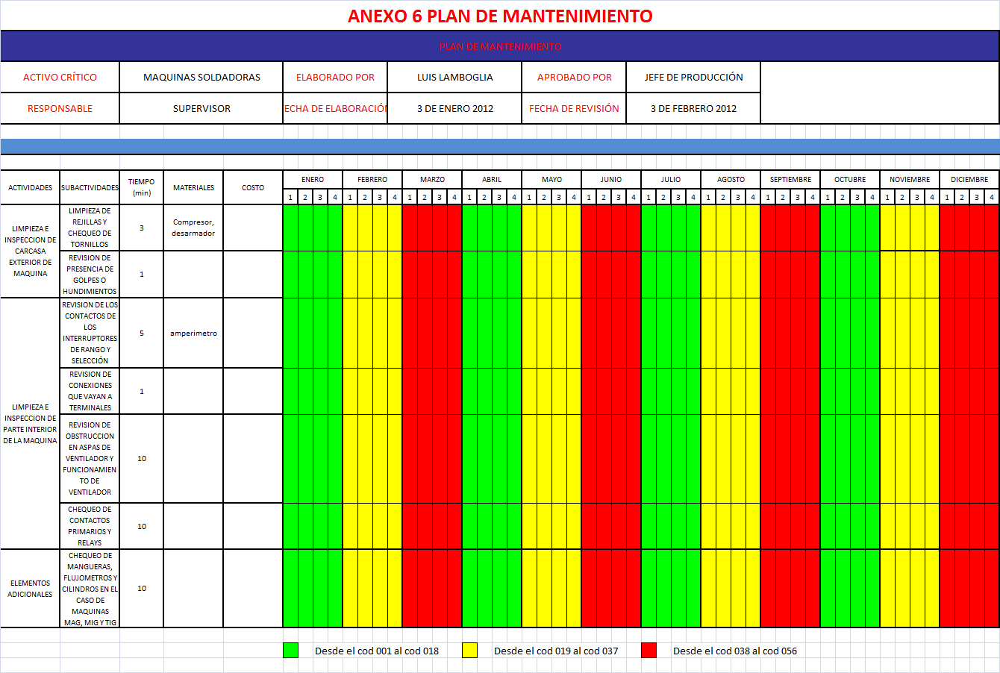 ANEXO 6 PLAN DE MANTENIMIENTO
PLAN DE MANTENIMIENTO
ACTIVO CRÍTICO MAQUINAS SOLDADORAS ELABORADO POR LUIS LAMBOGLIA APROBADO POR JEFE DE PRODUCCIÓN
RESPONSABLE SUPERVISOR ECHA DE ELABORACIÓN 3 DE ENERO 2012 FECHA DE REVISIÓN 3 DE FEBRERO 2012
ACTIVIDADES SUBACTIVIDADES TIEMPO (min) MATERIALES COSTO ENERO FEBRERO MARZO ABRIL MAYO JUNIO JULIO AGOSTO SEPTIEMBRE OCTUBRE NOVIEMBRE DICIEMBRE
1 2 3 4 1 2 3 4 1 2 3 4 1 2 3 4 1 2 3 4 1 2 3 4 1 2 3 4 1 2 3 4 1 2 3 4 1 2 3 4 1 2 3 4 1 2 3 4
LIMPIEZA E
INSPECCION DE
CARCASA
EXTERIOR DE
MAQUINA
LIMPIEZA DE
REJILLAS Y
CHEQUEO DE
TORNILLOS
3
Compresor,
desarmador
REVISION DE
PRESENCIA DE
GOLPES O
HUNDIMIENTOS
1
LIMPIEZA E
INSPECCION DE
PARTE INTERIOR
DE LA MAQUINA
REVISION DE LOS
CONTACTOS DE
LOS
INTERRUPTORES
DE RANGO Y
SELECCIÓN
5
amperimetro
REVISION DE
CONEXIONES
QUE VAYAN A
TERMINALES
1
REVISION DE
OBSTRUCCION
EN ASPAS DE
VENTILADOR Y
FUNCIONAMIEN
TO DE
VENTILADOR
10
CHEQUEO DE
CONTACTOS
PRIMARIOS Y
RELAYS
10
ELEMENTOS
ADICIONALES
CHEQUEO DE
MANGUERAS,
FLUJOMETROS Y
CILINDROS EN EL
CASO DE
MAQUINAS
MAG, MIG Y TIG
10
Desde el cod 001 al cod 018 Desde el cod 019 al cod 037 Desde el cod 038 al cod 056